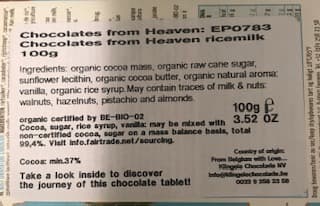 Chocolates from Heaven: EP0783
Chocolates from Heaven ricemilk
100g
Ingredients: organic cocoa mass, organic raw cane sugar,
sunflower lecithin, organic cocoa butter, organic natural aroma:
vanilla, organic rice syrup.May contain traces of milk & nuts:
walnuts, hazelnuts, pistachio and almonds.
100g ℮
3.52 OZ
organic certified by BE-BIO-02
Cocoa, sugar, rice syrup, vanilla: may be mixed with
non-certified cocoa, sugar on a mass balance basis, total
99,4%. Visit info.fairtrade.net/sourcing.
Cocoa: min.37%
Take a look inside to discover
the journey of this chocolate tablet!
Country of origin:
From Belgium with Love...
Klingele Chocolade NV
info@klingelechocolade.be